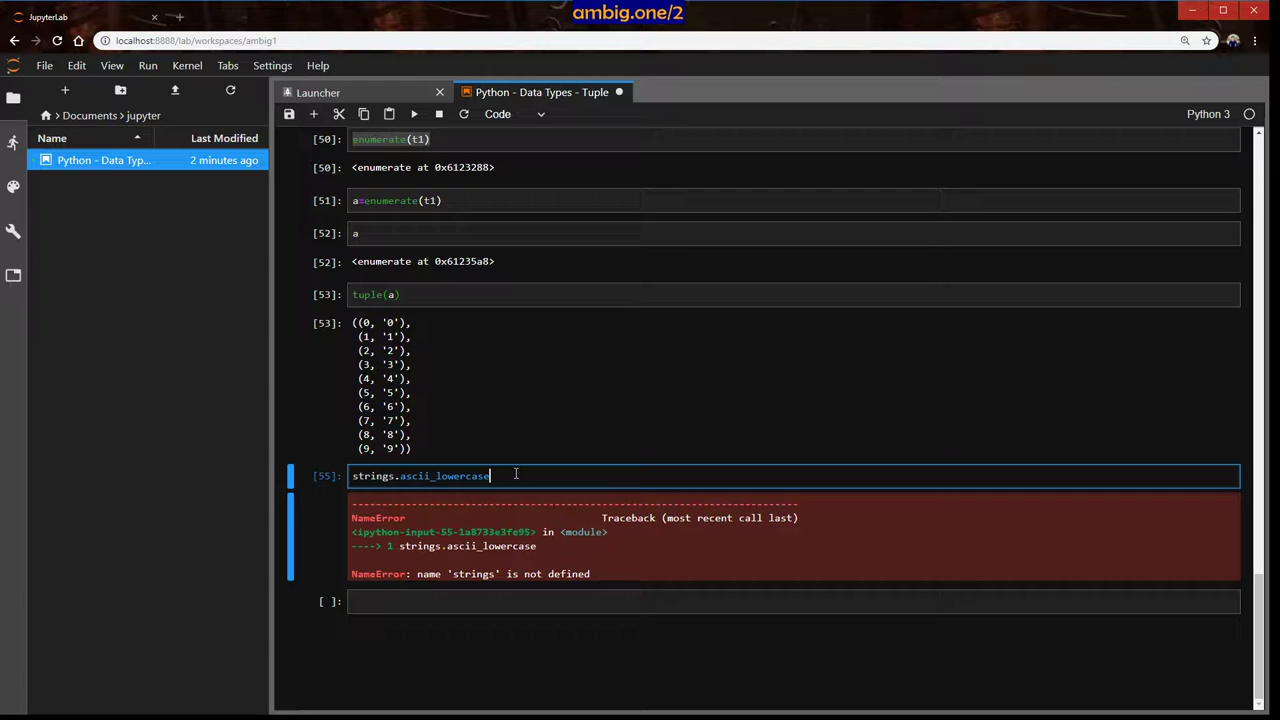 ambig.one/2
JupyterLab
localhost:8888/lab/workspaces/ambig1
File Edit View Run Kernel Tabs Settings Help
Launcher
Python - Data Types - Tuple
Documents jupyter
Code
Python 3
Name Last Modified
Python - Data Typ... 2 minutes ago
[50]: enumerate(t1)
[50]: <enumerate at 0x6123288>
[51]: a=enumerate(t1)
[52]: a
[52]: <enumerate at 0x61235a8>
[53]: tuple(a)
[53]: ((0, '0'),
(1, '1'),
(2, '2'),
(3, '3'),
(4, '4'),
(5, '5'),
(6, '6'),
(7, '7'),
(8, '8'),
(9, '9'))
[55]: strings.ascii_lowercase
---------------------------------------------------------------------------
NameError Traceback (most recent call last)
<ipython-input-55-1a8733e3fe95> in <module>
----> 1 strings.ascii_lowercase
NameError: name 'strings' is not defined
[ ]: